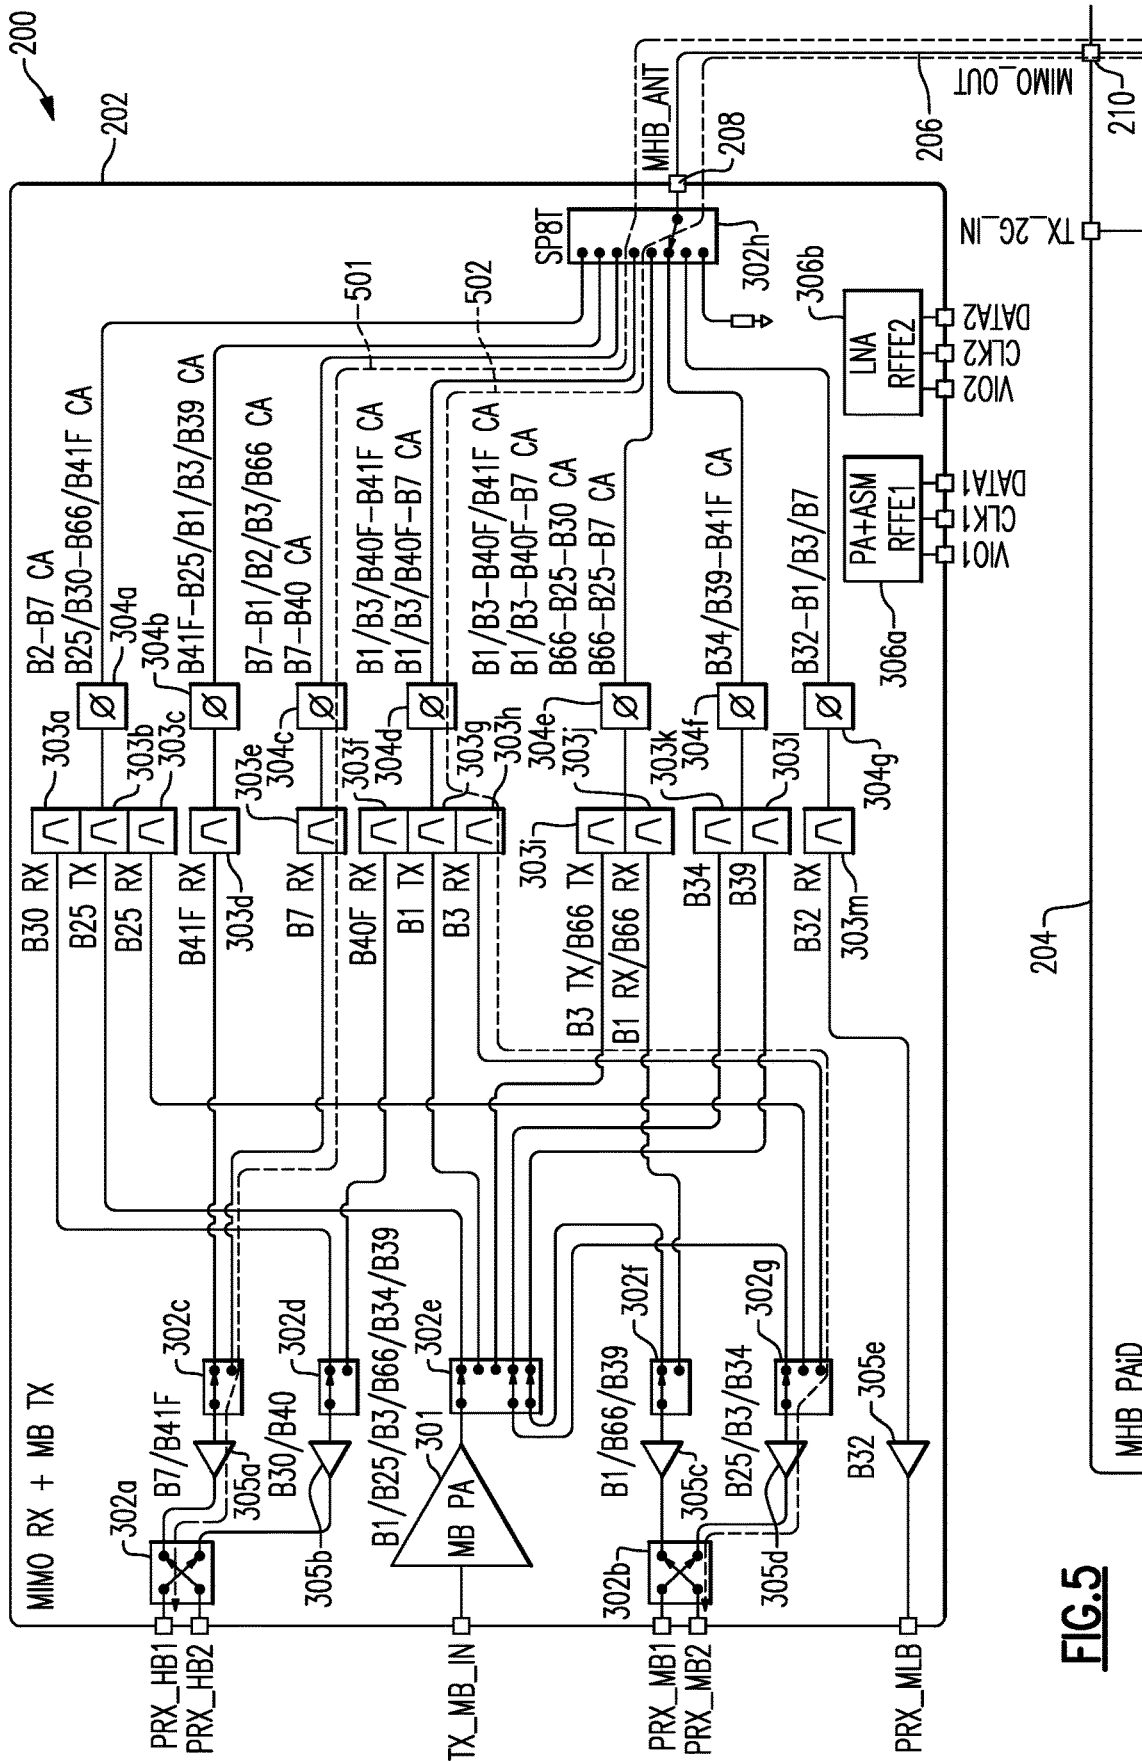 200
202
MIMO RX + MB TX
302a
B7/B41F
302c
305a
B30/B40
302d
305b
B1/B25/B3/B66/B34/B39
301
302e
MB PA
B1/B66/B39
302f
305c
302b
B25/B3/B34
302g
305d
305e
B32
PRX_HB1
PRX_HB2
TX_MB_IN
PRX_MB1
PRX_MB2
PRX_MLB
B30 RX
B25 TX
B25 RX
B41F RX
303d
B7 RX
B40F RX
B1 TX
B3 RX
B3 TX/B66 TX
B1 RX/B66 RX
B34
B39
B32 RX
303m
303a
303b
303c
303e
303f
303g
303h
303i
303j
303k
303l
304a
304b
304c
304d
304e
304f
304g
B2-B7 CA
B25/B30-B66/B41F CA
B41F-B25/B1/B3/B39 CA
B7-B1/B2/B3/B66 CA
B7-B40 CA
B1/B3/B40F-B41F CA
B1/B3/B40F-B7 CA
B1/B3-B40F/B41F CA
B1/B3-B40F-B7 CA
B66-B25-B30 CA
B66-B25-B7 CA
B34/B39-B41F CA
B32-B1/B3/B7
501
502
SP8T
302h
MHB_ANT
208
306a
PA+ASM
RFFE1
VIO1
CLK1
DATA1
306b
LNA
RFFE2
VIO2
CLK2
DATA2
206
MIMO_OUT
210
TX_2G_IN
204
MHB PAiD
FIG.5